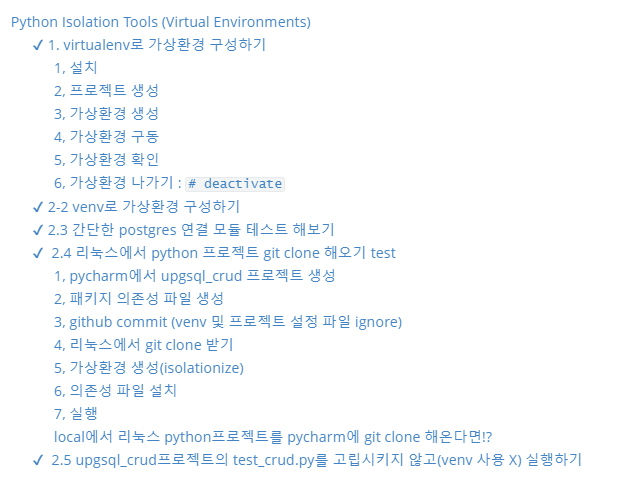 Python Isolation Tools (Virtual Environments)
✔ 1. virtualenv로 가상환경 구성하기
1, 설치
2, 프로젝트 생성
3, 가상환경 생성
4, 가상환경 구동
5, 가상환경 확인
6, 가상환경 나가기 : # deactivate
✔ 2-2 venv로 가상환경 구성하기
✔ 2.3 간단한 postgres 연결 모듈 테스트 해보기
✔ 2.4 리눅스에서 python 프로젝트 git clone 해오기 test
1, pycharm에서 upgsql_crud 프로젝트 생성
2, 패키지 의존성 파일 생성
3, github commit (venv 및 프로젝트 설정 파일 ignore)
4, 리눅스에서 git clone 받기
5, 가상환경 생성(isolationize)
6, 의존성 파일 설치
7, 실행
local에서 리눅스 python프로젝트를 pycharm에 git clone 해온다면!?
✔ 2.5 upgsql_crud프로젝트의 test_crud.py를 고립시키지 않고(venv 사용 X) 실행하기